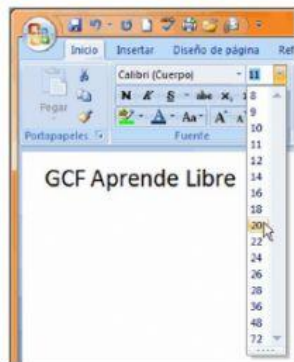 Inicio Insertar Diseño de página Ref
Calibri (Cuerpo) 11
Pegar
N K S abe x,
Aa A A
Portapapeles Fuente
8
9
10
11
12
14
16
18
20
22
24
26
28
36
48
72
GCF Aprende Libre